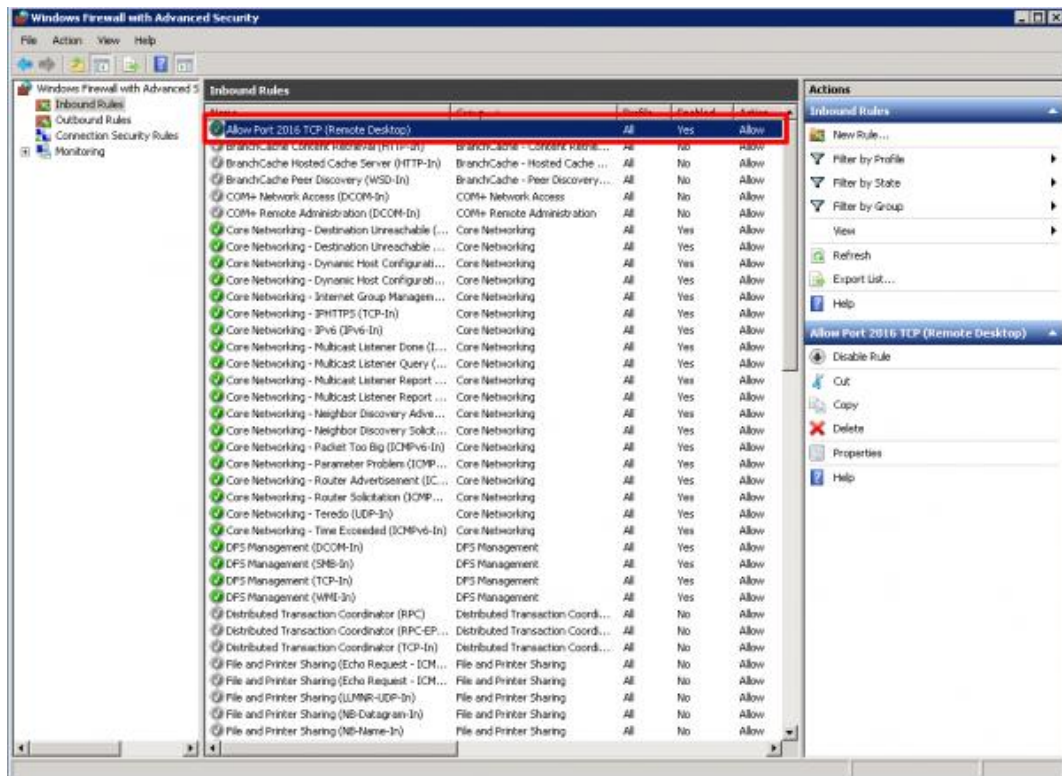 Windows Firewall with Advanced Security
File Action View Help
Windows Firewall with Advanced S
Inbound Rules
Outbound Rules
Connection Security Rules
Monitoring
Inbound Rules
Profile Enabled Action
Allow Port 2016 TCP (Remote Desktop) All Yes Allow
BranchCache Content Retrieval (HTTP-In) BranchCache - Content Retrie... All No Allow
BranchCache Hosted Cache Server (HTTP-In) BranchCache - Hosted Cache ... All No Allow
BranchCache Peer Discovery (WSD-In) BranchCache - Peer Discovery... All No Allow
COM+ Network Access (DCOM-In) COM+ Network Access All No Allow
COM+ Remote Administration (DCOM-In) COM+ Remote Administration All No Allow
Core Networking - Destination Unreachable (... Core Networking All Yes Allow
Core Networking - Destination Unreachable ... Core Networking All Yes Allow
Core Networking - Dynamic Host Configurati... Core Networking All Yes Allow
Core Networking - Dynamic Host Configurati... Core Networking All Yes Allow
Core Networking - Internet Group Managem... Core Networking All Yes Allow
Core Networking - IPHTTPS (TCP-In) Core Networking All Yes Allow
Core Networking - IPv6 (IPv6-In) Core Networking All Yes Allow
Core Networking - Multicast Listener Done (I... Core Networking All Yes Allow
Core Networking - Multicast Listener Query (... Core Networking All Yes Allow
Core Networking - Multicast Listener Report ... Core Networking All Yes Allow
Core Networking - Multicast Listener Report ... Core Networking All Yes Allow
Core Networking - Neighbor Discovery Adve... Core Networking All Yes Allow
Core Networking - Neighbor Discovery Solicit... Core Networking All Yes Allow
Core Networking - Packet Too Big (ICMPv6-In) Core Networking All Yes Allow
Core Networking - Parameter Problem (ICMP... Core Networking All Yes Allow
Core Networking - Router Advertisement (IC... Core Networking All Yes Allow
Core Networking - Router Solicitation (ICMP... Core Networking All Yes Allow
Core Networking - Teredo (UDP-In) Core Networking All Yes Allow
Core Networking - Time Exceeded (ICMPv6-In) Core Networking All Yes Allow
DFS Management (DCOM-In) DFS Management All Yes Allow
DFS Management (SMB-In) DFS Management All Yes Allow
DFS Management (TCP-In) DFS Management All Yes Allow
DFS Management (WMI-In) DFS Management All Yes Allow
Distributed Transaction Coordinator (RPC) Distributed Transaction Coordi... All No Allow
Distributed Transaction Coordinator (RPC-EP... Distributed Transaction Coordi... All No Allow
Distributed Transaction Coordinator (TCP-In) Distributed Transaction Coordi... All No Allow
File and Printer Sharing (Echo Request - ICM... File and Printer Sharing All No Allow
File and Printer Sharing (Echo Request - ICM... File and Printer Sharing All No Allow
File and Printer Sharing (LLMNR-UDP-In) File and Printer Sharing All No Allow
File and Printer Sharing (NB-Datagram-In) File and Printer Sharing All No Allow
File and Printer Sharing (NB-Name-In) File and Printer Sharing All No Allow
Actions
Inbound Rules
New Rule...
Filter by Profile
Filter by State
Filter by Group
View
Refresh
Export List...
Help
Allow Port 2016 TCP (Remote Desktop)
Disable Rule
Cut
Copy
Delete
Properties
Help